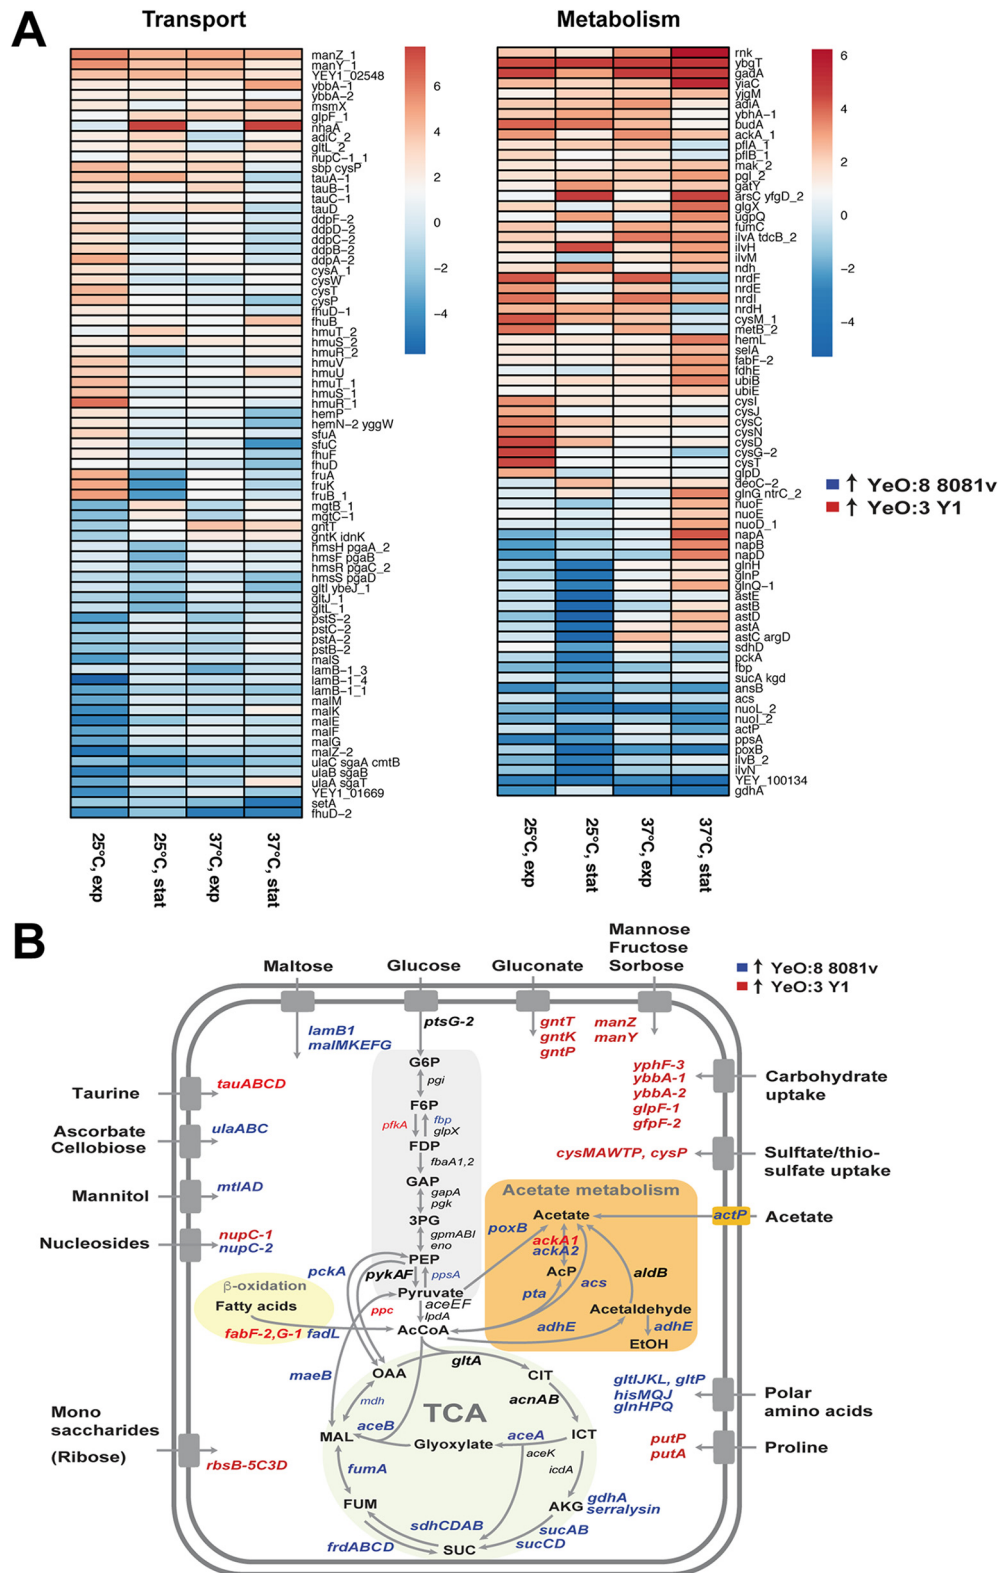 A
Transport
Metabolism
manZ_1
manY_1
YEY1_02548
ybbA-1
ybbA-2
msmX
glpF_1
nhaA
adiC_2
gltL_2
nupC-1_1
sbp cysP
tauA-1
tauB-1
tauC-1
tauD
ddpF-2
ddpD-2
ddpC-2
ddpB-2
ddpA-2
cysA_1
cysW
cysT
cysP
fhuD-1
fhuB
hmuT_2
hmuS_2
hmuR_2
hmuV
hmuU
hmuT_1
hmuS_1
hmuR_1
hemP
hemN-2 yggW
sfuA
sfuC
fhuF
fhuD
fruA
fruK
fruB_1
mgtB_1
mgtC-1
gntT
gntK idnK
hmsH pgaA_2
hmsF pgaB
hmsR pgaC_2
hmsS pgaD
gltI ybeJ_1
gltJ_1
gltL_1
pstS-2
pstC-2
pstA-2
pstB-2
malS
lamB-1_3
lamB-1_4
lamB-1_1
malM
malK
malE
malF
malG
malZ-2
ulaC sgaA cmtB
ulaB sgaB
ulaA sgaT
YEY1_01669
setA
fhuD-2
6
4
2
0
-2
-4
25°C, exp
25°C, stat
37°C, exp
37°C, stat
rnk
ybgT
gadA
yiaC
yjgM
adiA
ybhA-1
budA
ackA_1
pflA_1
pflB_1
mak_2
pgl_2
gatY
arsC yfgD_2
glgX
ugpQ
fumC
ilvA tdcB_2
ilvH
ilvM
ndh
nrdF
nrdE
nrdI
nrdH
cysM_1
metB_2
hemL
selA
fabF-2
fdhE
ubiB
ubiE
cysI
cysJ
cysC
cysN
cysD
cysG-2
cysT
glpD
deoC-2
glnG ntrC_2
nuoF
nuoE
nuoD_1
napA
napB
napD
glnH
glnP
glnQ-1
astE
astB
astD
astA
astC argD
sdhD
pckA
fbp
sucA kgd
ansB
acs
nuoL_2
nuoI_2
actP
ppsA
poxB
ilvB_2
ilvN
YEY_100134
gdhA
6
4
2
0
-2
-4
25°C, exp
25°C, stat
37°C, exp
37°C, stat
↑ YeO:8 8081v
↑ YeO:3 Y1
B
Maltose
Glucose
Gluconate
Mannose
Fructose
Sorbose
↑ YeO:8 8081v
↑ YeO:3 Y1
lamB1
malMKEFG
ptsG-2
gntT
gntK
gntP
manZ
manY
Taurine
tauABCD
Ascorbate
Cellobiose
ulaABC
Mannitol
mtlAD
Nucleosides
nupC-1
nupC-2
G6P
pgi
F6P
pfkA
fbp
glpX
FDP
fbaA1,2
GAP
gapA
pgk
3PG
gpmABI
eno
PEP
pckA
pykAF
ppsA
Pyruvate
ppc
aceEF
lpdA
AcCoA
yphF-3
ybbA-1
ybbA-2
glpF-1
gfpF-2
Carbohydrate
uptake
cysMAWTP, cysP
Sulftate/thio-
sulfate uptake
Acetate metabolism
Acetate
actP
Acetate
poxB
ackA1
ackA2
AcP
acs
aldB
pta
Acetaldehyde
adhE
adhE
EtOH
β-oxidation
Fatty acids
fabF-2,G-1 fadL
maeB
OAA
gltA
CIT
mdh
acnAB
TCA
aceB
aceA
MAL
Glyoxylate
ICT
aceK
icdA
fumA
FUM
AKG
gdhA
serralysin
sdhCDAB
sucAB
sucCD
frdABCD
SUC
Mono
saccharides
(Ribose)
rbsB-5C3D
gltIJKL, gltP
hisMQJ
glnHPQ
Polar
amino acids
putP
putA
Proline